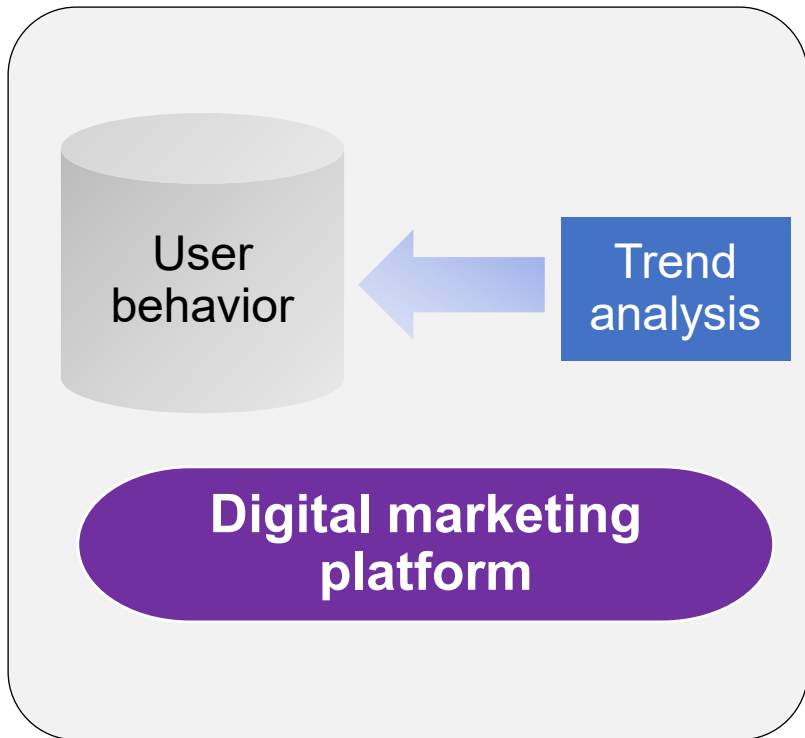 User
behavior
Trend
analysis
Digital marketing
platform